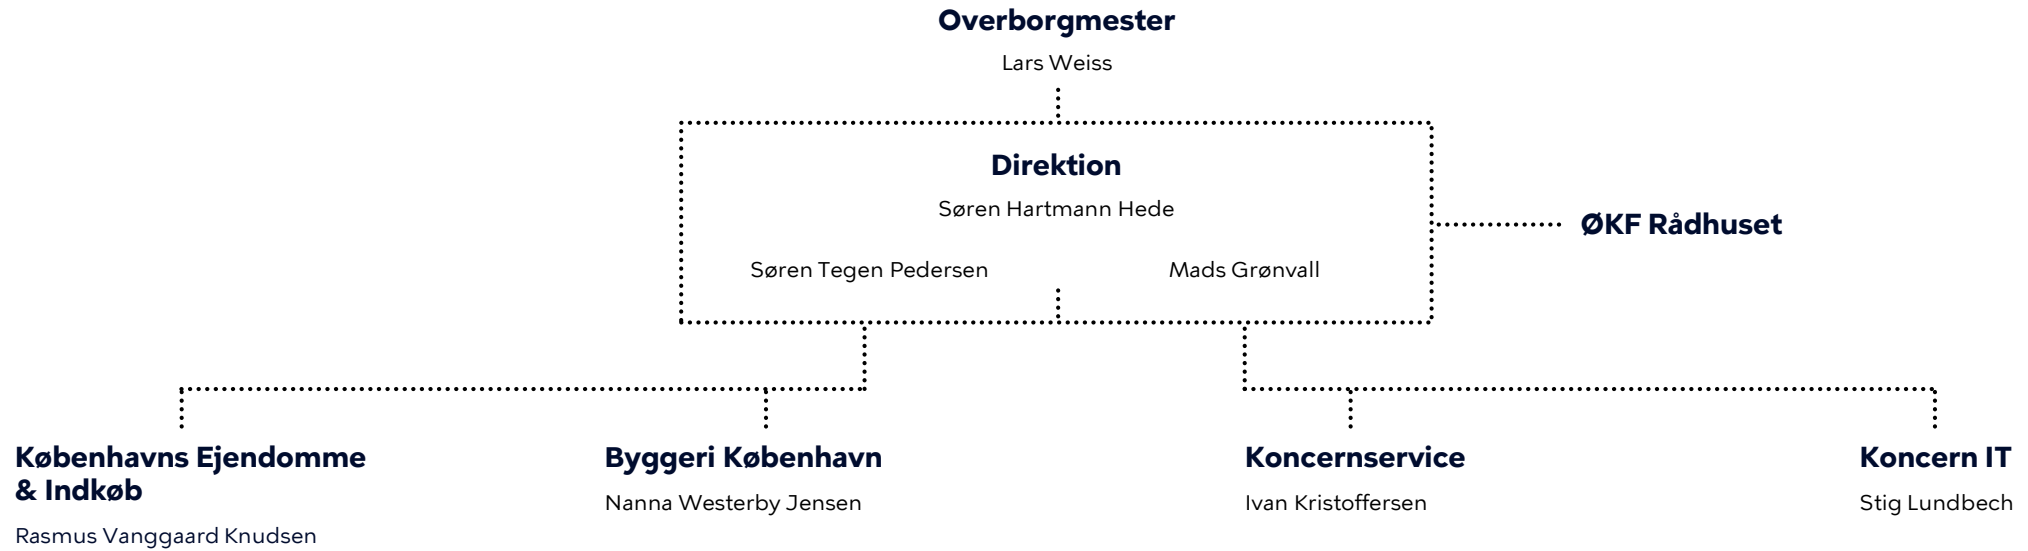 Overborgmester
Lars Weiss
Direktion
Søren Hartmann Hede
ØKF Rådhuset
Søren Tegen Pedersen
Mads Grønvall
Københavns Ejendomme
& Indkøb
Rasmus Vanggaard Knudsen
Byggeri København
Nanna Westerby Jensen
Koncernservice
Ivan Kristoffersen
Koncern IT
Stig Lundbech